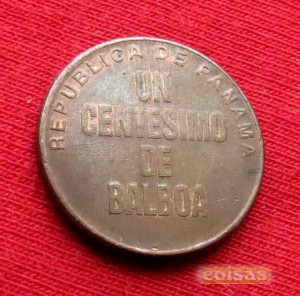 REPUBLICA DE PANAMA
UN
CENTESIMO
DE
BALBOA
coisas